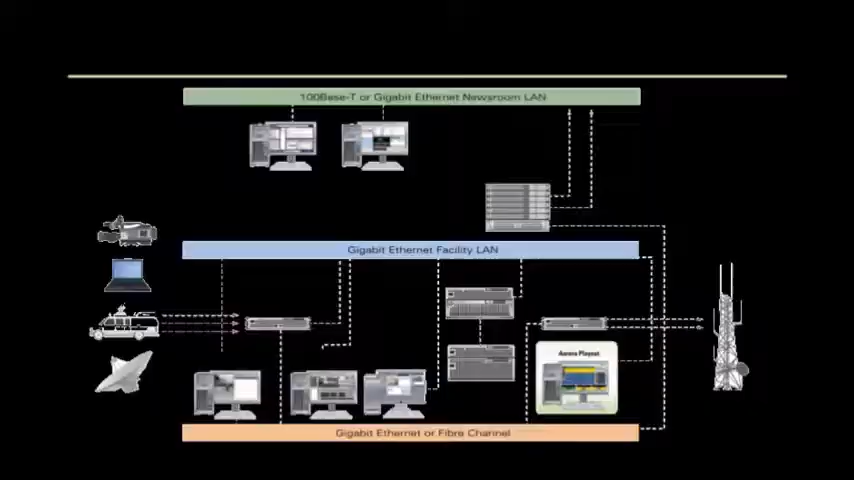 100Base-T or Gigabit Ethernet Newsroom LAN
Gigabit Ethernet Facility LAN
Aurora Playout
Gigabit Ethernet or Fibre Channel